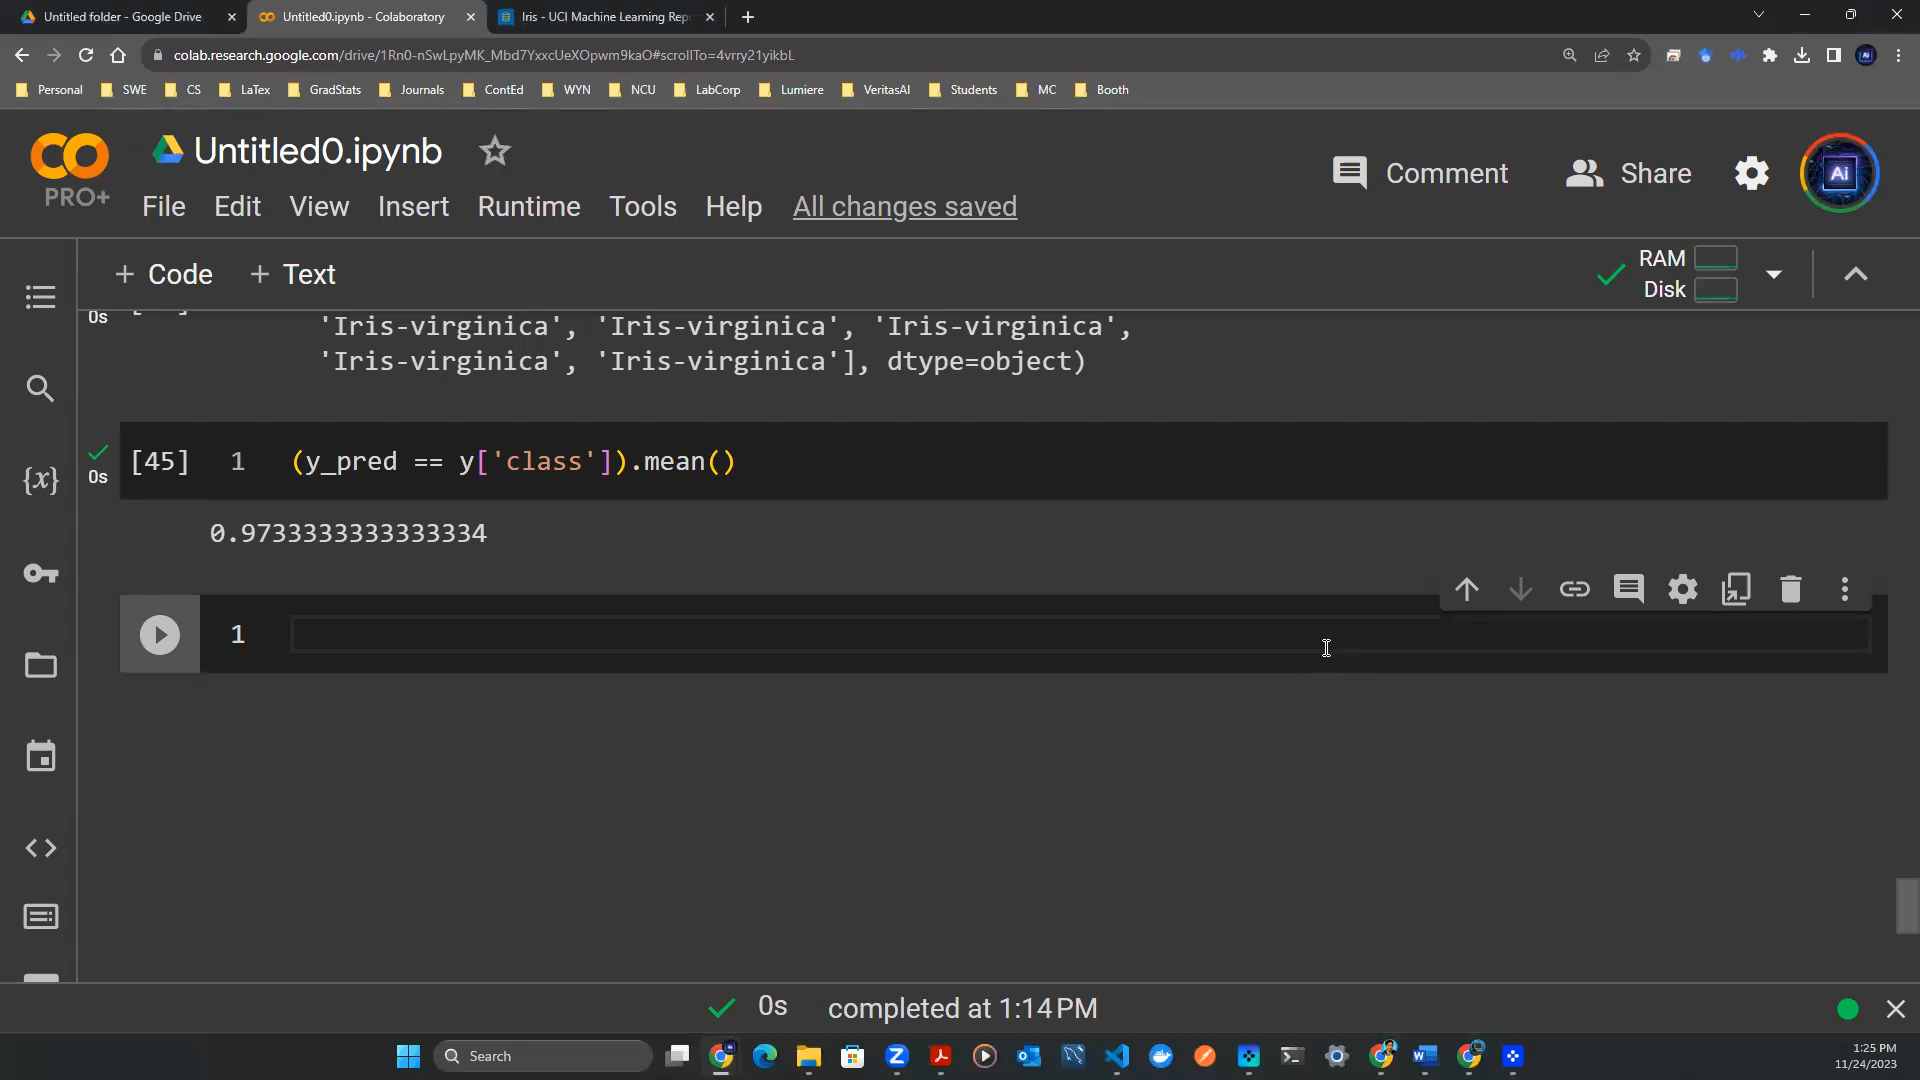 Untitled folder - Google Drive
Untitled0.ipynb - Colaboratory
Iris - UCI Machine Learning Rep
colab.research.google.com/drive/1Rn0-nSwLpyMK_Mbd7YxxcUeXOpwm9kaO#scrollTo=4vrry21yikbL
Personal SWE CS LaTex GradStats Journals ContEd WYN NCU LabCorp Lumiere VeritasAI Students MC Booth
CO
PRO+
Untitled0.ipynb
File Edit View Insert Runtime Tools Help All changes saved
Comment Share
Ai
+ Code + Text
RAM
Disk
0s
'Iris-virginica', 'Iris-virginica', 'Iris-virginica',
'Iris-virginica', 'Iris-virginica'], dtype=object)
[45] 1 (y_pred == y['class']).mean()
0s
0.9733333333333334
1
{x}
0s completed at 1:14 PM
Search
1:25 PM
11/24/2023